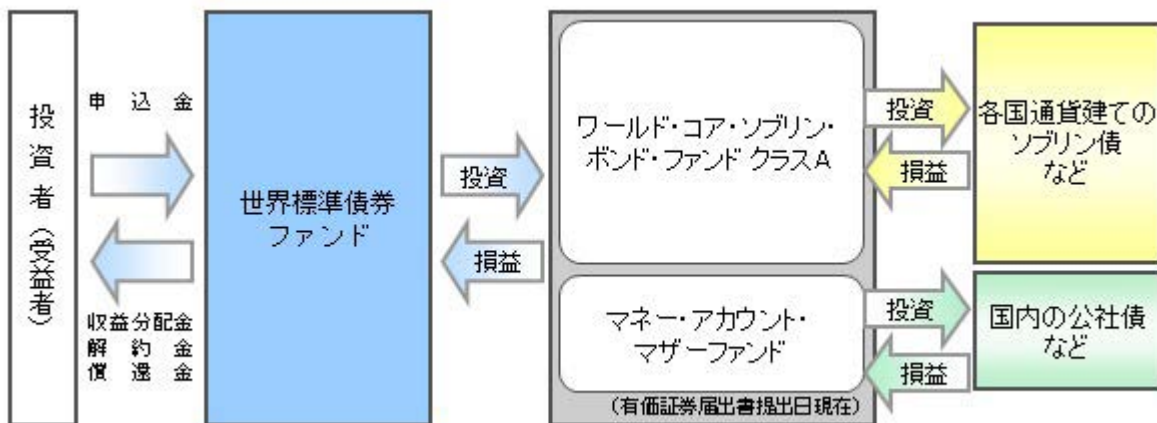 投資者(受益者)
申込金
収益分配金
解約金
償還金
世界標準債券
ファンド
投資
損益
ワールド・コア・ソブリン・
ボンド・ファンド クラスA
マネー・アカウント・
マザーファンド
(有価証券届出書提出日現在)
投資
損益
各国通貨建ての
ソブリン債
など
投資
損益
国内の公社債
など